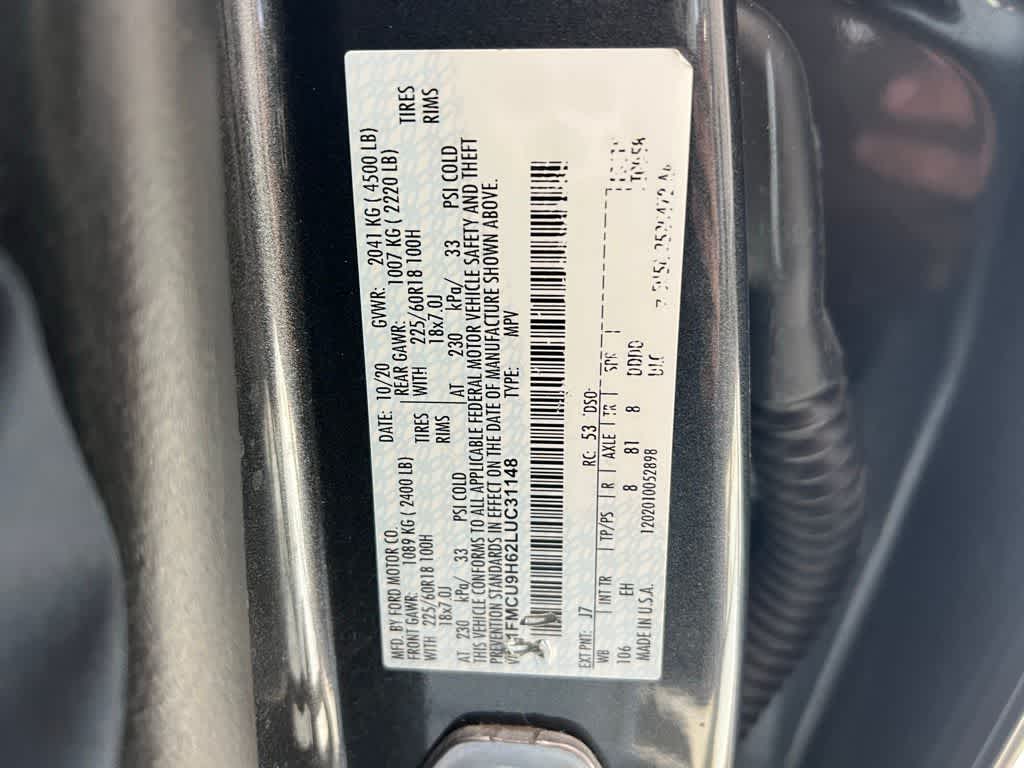 MFD. BY FORD MOTOR CO.
DATE: 10/20 GVWR: 2041 KG ( 4500 LB)
FRONT GAWR: 1089 KG ( 2400 LB) REAR GAWR: 1007 KG ( 2220 LB)
WITH 225/60R18 100H TIRES WITH 225/60R18 100H TIRES
18x7.0J RIMS 18x7.0J RIMS
AT 230 kPa/ 33 PSI COLD AT 230 kPa/ 33 PSI COLD
THIS VEHICLE CONFORMS TO ALL APPLICABLE FEDERAL MOTOR VEHICLE SAFETY AND THEFT
PREVENTION STANDARDS IN EFFECT ON THE DATE OF MANUFACTURE SHOWN ABOVE.
1FMCU9H62LUC31148 TYPE: MPV
EXT PNT: J7 RC: 53 DSO:
WB INT TR TP/PS R AXLE TR SPR
106 EH 8 81 8
MADE IN U.S.A. 1202010052898